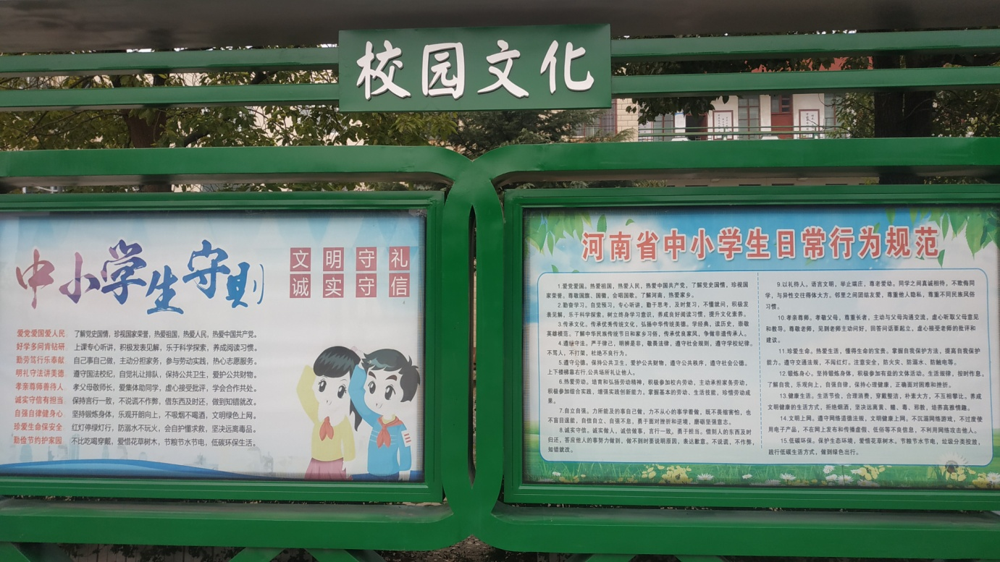 校园文化
中小学生守则
文明守礼
诚实守信
爱党爱国爱人民 了解党史国情，珍视国家荣誉，热爱祖国，热爱人民，热爱中国共产党。
好学多问肯钻研 上课专心听讲，积极发表见解，乐于科学探索，养成阅读习惯。
勤劳笃行乐奉献 自己事自己做，主动分担家务，参与劳动实践，热心志愿服务。
明礼守法讲美德 遵守国法校纪，自觉礼让排队，保持公共卫生，爱护公共财物。
孝亲尊师善待人 孝父母敬师长，爱集体助同学，虚心接受批评，学会合作共处。
诚实守信有担当 保持言行一致，不说谎不作弊，借东西及时还，做到知错就改。
自强自律健身心 坚持锻炼身体，乐观开朗向上，不吸烟不喝酒，文明绿色上网。
珍爱生命保安全 红灯停绿灯行，防溺水不玩火，会自护懂求救，坚决远离毒品。
勤俭节约护家园 不比吃喝穿戴，爱惜花草树木，节粮节水节电，低碳环保生活。
河南省中小学生日常行为规范
1.爱党爱国。热爱祖国，热爱人民，热爱中国共产党，了解党史国情，珍视国
家荣誉。尊敬国旗、国徽，会唱国歌。了解河南，热爱家乡。
2.勤奋学习。自觉预习，专心听讲，勤于思考，及时复习，不懂就问，积极发
表见解，乐于科学探索。树立终身学习意识，养成良好阅读习惯，提升文化素养。
3.传承文化。传承优秀传统文化，弘扬中华传统美德。学经典，读历史，崇敬
英雄模范。了解中华民族传统节日和家乡习俗，传承优良家风，争做非遗传承人。
4.遵规守法。严于律己，明辨是非，敬畏法律，遵守社会规则，遵守学校纪律。
不骂人，不打架，杜绝不良行为。
5.遵守公德。保持公共卫生，爱护公共财物，遵守公共秩序，遵守社会公德。
上下楼梯靠右行,公共场所礼让他人。
6.热爱劳动。培育和弘扬劳动精神，积极参加校内劳动，主动承担家务劳动，
积极参加综合实践，增强实践创新能力。掌握基本的劳动、生活技能，珍惜劳动成
果。
7.自立自强。力所能及的事自己做，力不从心的事学着做，既不畏缩害怕，也
不盲目逞能，自信自立、自强不息，勇于面对挫折和逆境，磨砺坚强意志。
8.诚实守信。诚实做人，诚信做事，言行一致。勇于担当。借别人的东西及时
归还，答应他人的事努力做到，做不到时要说明原因、表达歉意。不说谎，不作弊，
知错就改。
9.以礼待人。语言文明，举止端庄，尊老爱幼。同学之间真诚相待，不欺侮同
学，与异性交往得体大方。邻里之间团结友爱，尊重他人隐私，尊重不同民族风俗
习惯。
10.孝亲尊师。孝敬父母，尊重长者，主动与父母沟通交流，虚心听取父母意见
和教导。尊敬老师，见到老师主动问好，回答问话要起立，虚心接受老师的批评和
建议。
11.珍爱生命。热爱生活，懂得生命的宝贵。掌握自我保护方法，提高自我保护
能力。遵守交通法规，不闯红灯。注意安全，防火灾、防溺水、防触电等。
12.锻炼身心。坚持锻炼身体，积极参加有益的文体活动。生活规律，按时作息。
了解自我，乐观向上，自强自律，保持心理健康，正确面对困难和挫折。
13.健康生活。生活节俭，合理消费，穿戴整洁，朴素大方，不互相攀比。养成
文明健康的生活方式，拒绝烟酒，坚决远离黄、赌、毒、邪教，培养高雅情趣。
14.文明上网。遵守网络道德法规，文明健康上网。不沉溺网络游戏，不过度使
用电子产品，不在网上发布和传播虚假、低俗等不良信息，不利用网络攻击他人。
15.低碳环保。保护生态环境，爱惜花草树木。节粮节水节电，垃圾分类投放，
践行低碳生活方式，做到绿色出行。